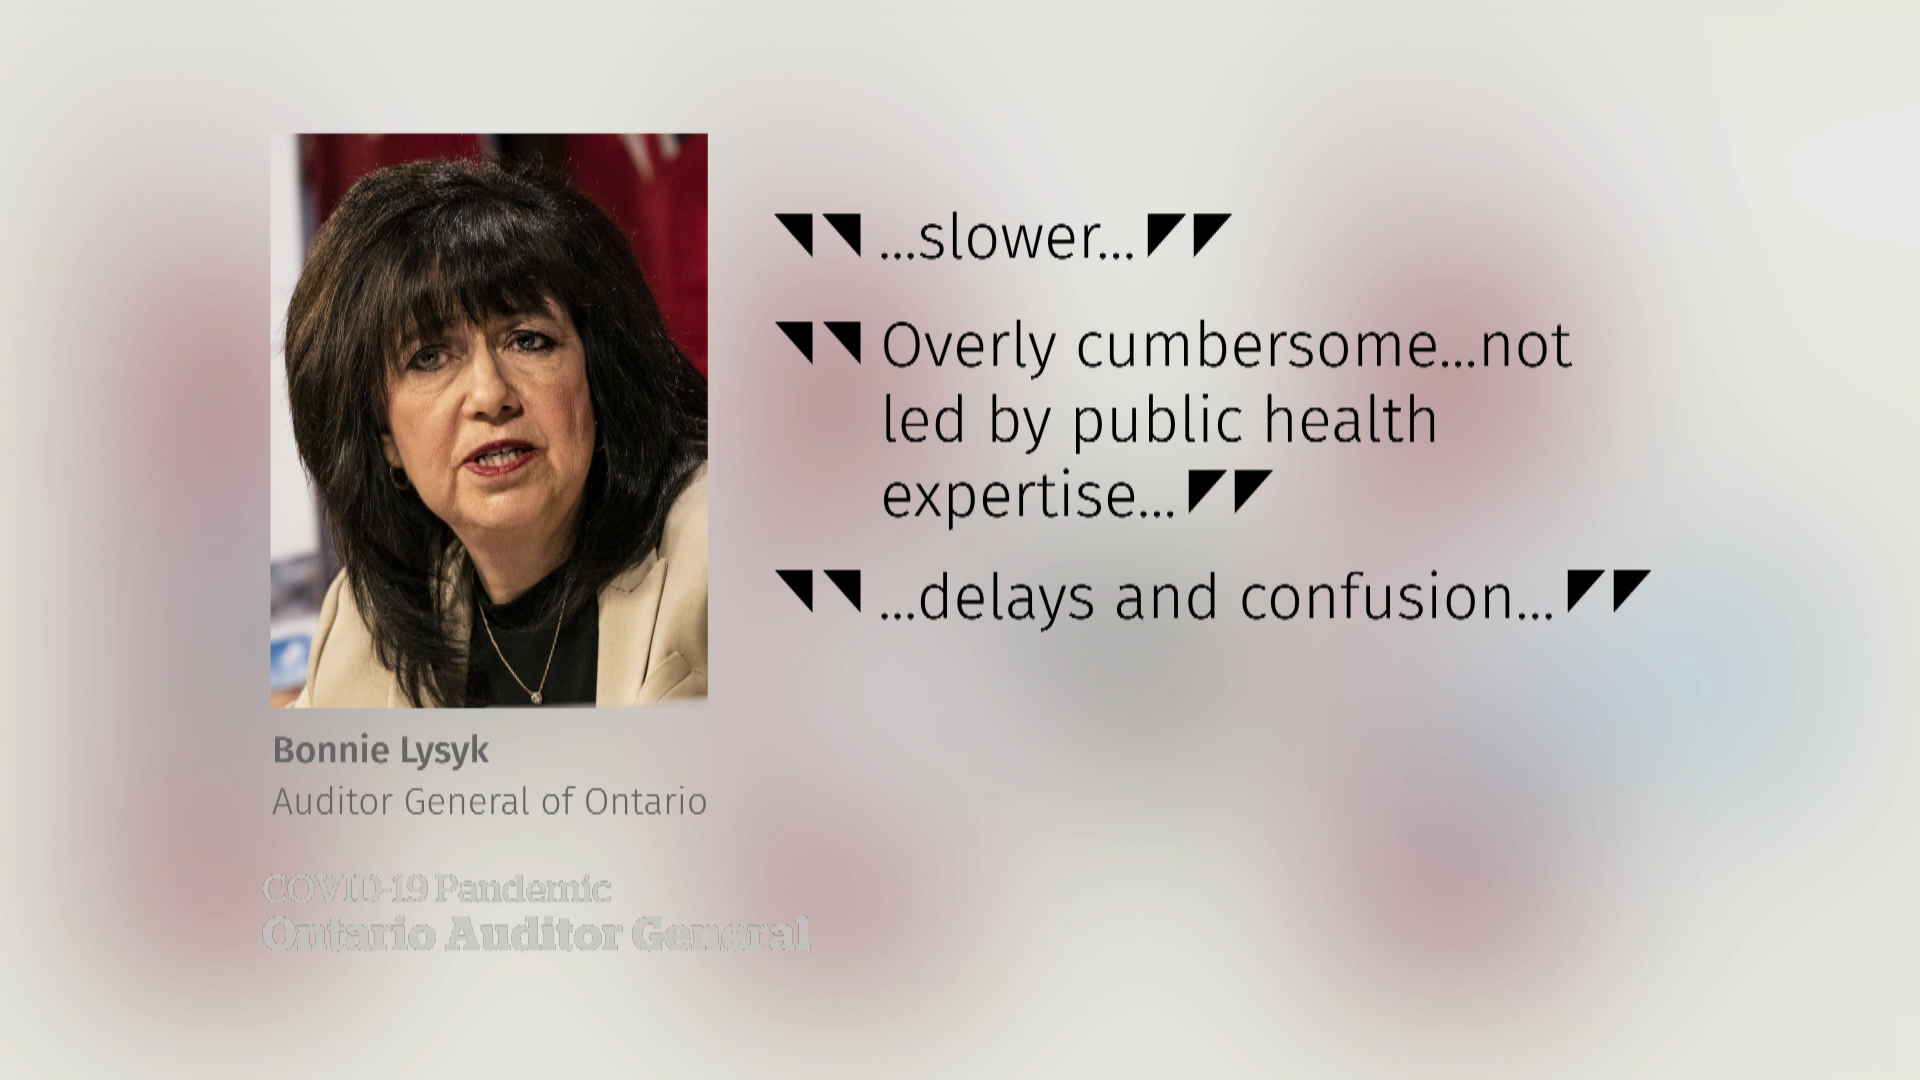 ...slower...
Overly cumbersome...not
led by public health
expertise...
...delays and confusion...
Bonnie Lysyk
Auditor General of Ontario
COVID-19 Pandemic
Ontario Auditor General